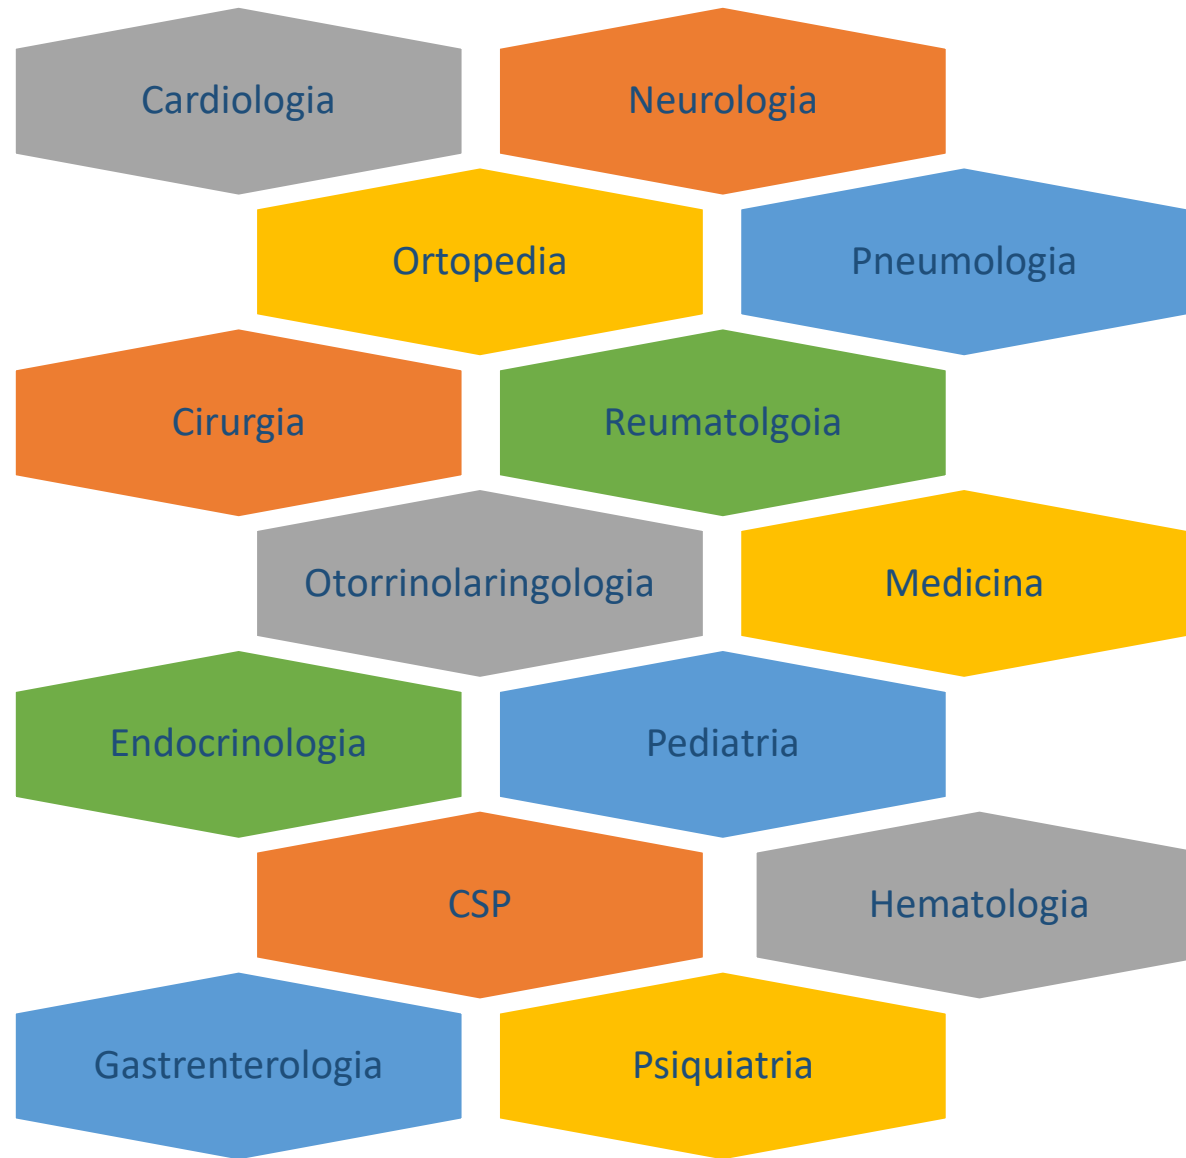 Cardiologia
Neurologia
Ortopedia
Pneumologia
Cirurgia
Reumatolgoia
Otorrinolaringologia
Medicina
Endocrinologia
Pediatria
CSP
Hematologia
Gastrenterologia
Psiquiatria